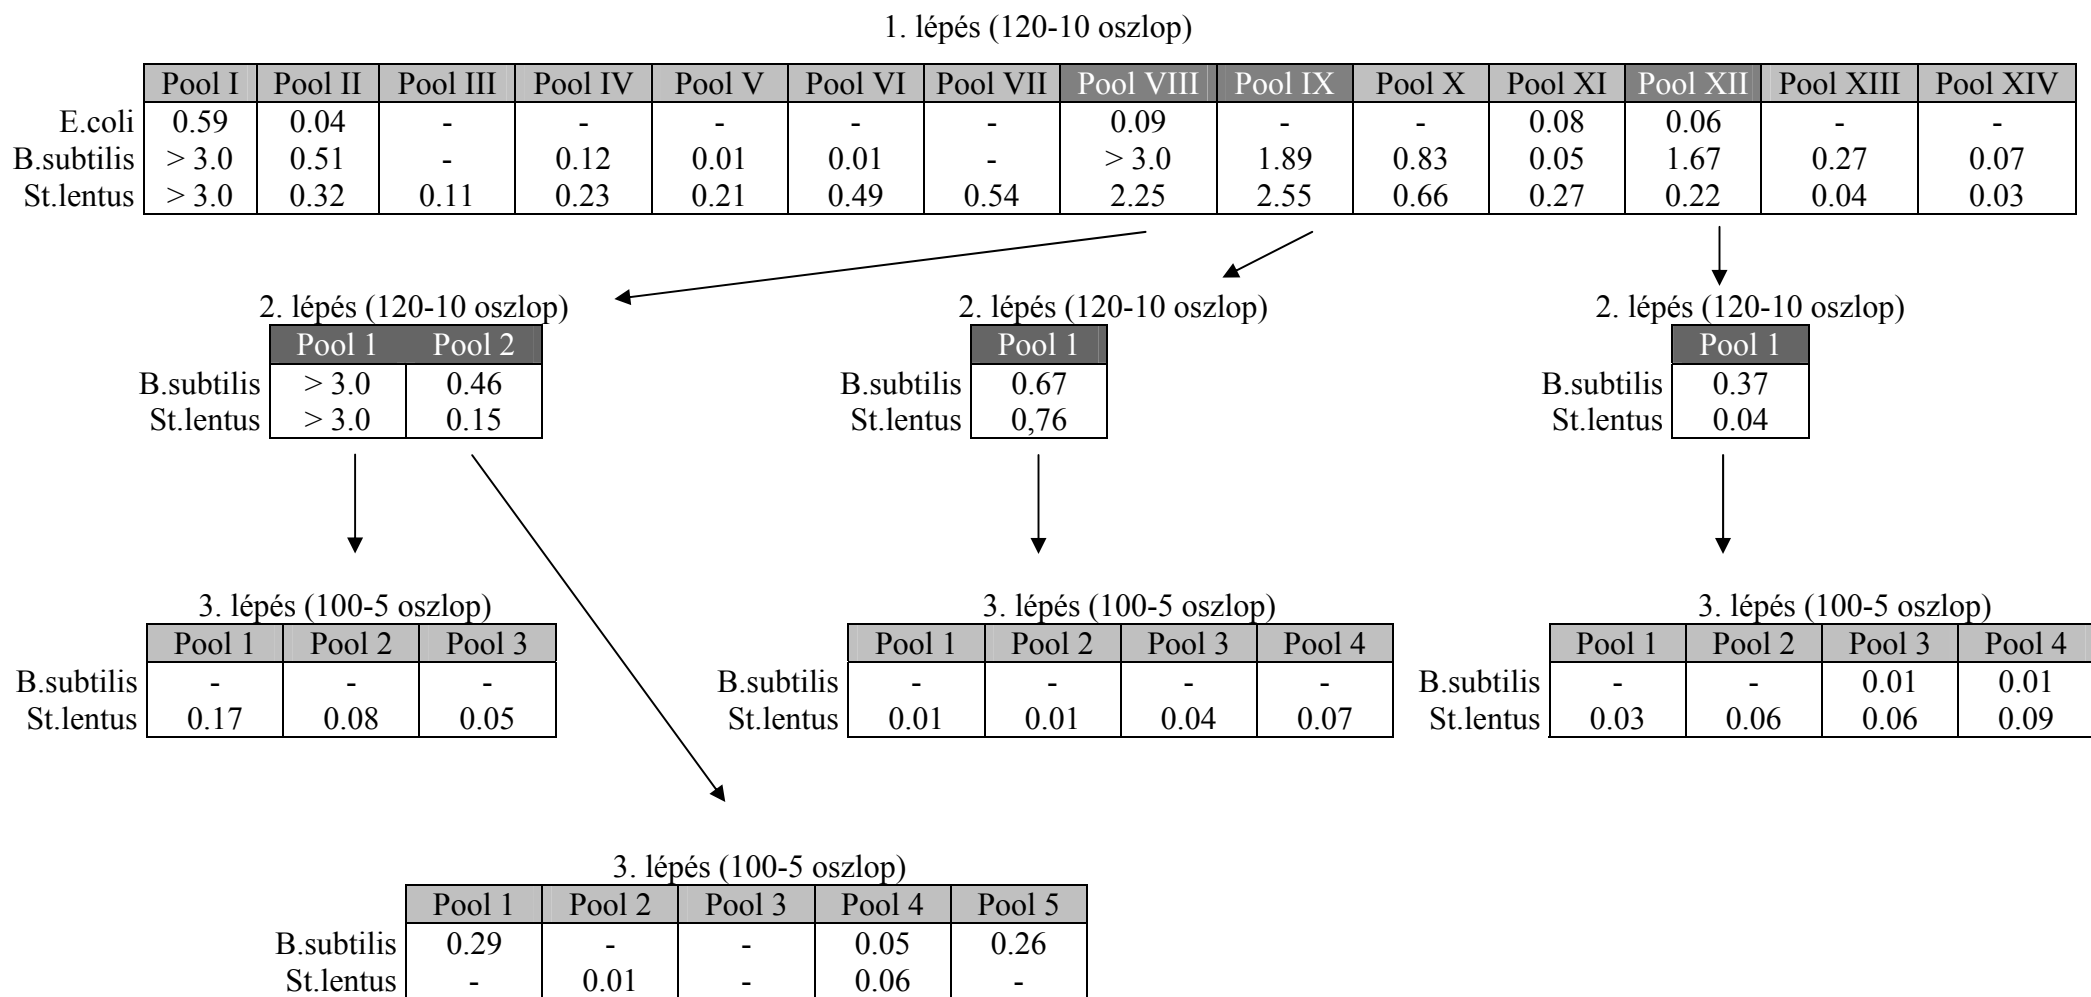 1. lépés (120-10 oszlop)
Pool I Pool II Pool III Pool IV Pool V Pool VI Pool VII Pool VIII Pool IX Pool X Pool XI Pool XII Pool XIII Pool XIV
E.coli 0.59 0.04 - - - - - 0.09 - - 0.08 0.06 - -
B.subtilis > 3.0 0.51 - 0.12 0.01 0.01 - > 3.0 1.89 0.83 0.05 1.67 0.27 0.07
St.lentus > 3.0 0.32 0.11 0.23 0.21 0.49 0.54 2.25 2.55 0.66 0.27 0.22 0.04 0.03
2. lépés (120-10 oszlop) 2. lépés (120-10 oszlop) 2. lépés (120-10 oszlop)
Pool 1 Pool 2 Pool 1 Pool 1
B.subtilis > 3.0 0.46 B.subtilis 0.67 B.subtilis 0.37
St.lentus > 3.0 0.15 St.lentus 0,76 St.lentus 0.04
3. lépés (100-5 oszlop) 3. lépés (100-5 oszlop) 3. lépés (100-5 oszlop)
Pool 1 Pool 2 Pool 3 Pool 1 Pool 2 Pool 3 Pool 4 Pool 1 Pool 2 Pool 3 Pool 4
B.subtilis - - - B.subtilis - - - - B.subtilis - - 0.01 0.01
St.lentus 0.17 0.08 0.05 St.lentus 0.01 0.01 0.04 0.07 St.lentus 0.03 0.06 0.06 0.09
3. lépés (100-5 oszlop)
Pool 1 Pool 2 Pool 3 Pool 4 Pool 5
B.subtilis 0.29 - - 0.05 0.26
St.lentus - 0.01 - 0.06 -